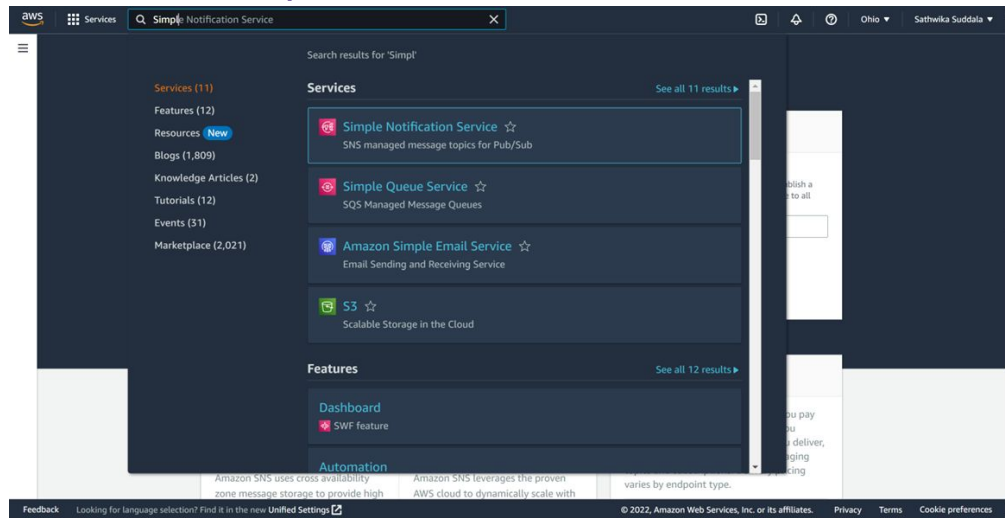 aws Services Simple Notification Service Ohio Sathwika Suddala
Search results for 'Simpl'
Services (11)
Features (12)
Resources New
Blogs (1,809)
Knowledge Articles (2)
Tutorials (12)
Events (31)
Marketplace (2,021)
Services See all 11 results
Simple Notification Service
SNS managed message topics for Pub/Sub
Simple Queue Service
SQS Managed Message Queues
Amazon Simple Email Service
Email Sending and Receiving Service
S3
Scalable Storage in the Cloud
Features See all 12 results
Dashboard
SWF feature
Automation
to all
pay
deliver,
Amazon SNS uses cross availability
zone message storage to provide high
Amazon SNS leverages the proven
AWS cloud to dynamically scale with
varies by endpoint type.
Feedback Looking for language selection? Find it in the new Unified Settings © 2022, Amazon Web Services, Inc. or its affiliates. Privacy Terms Cookie preferences